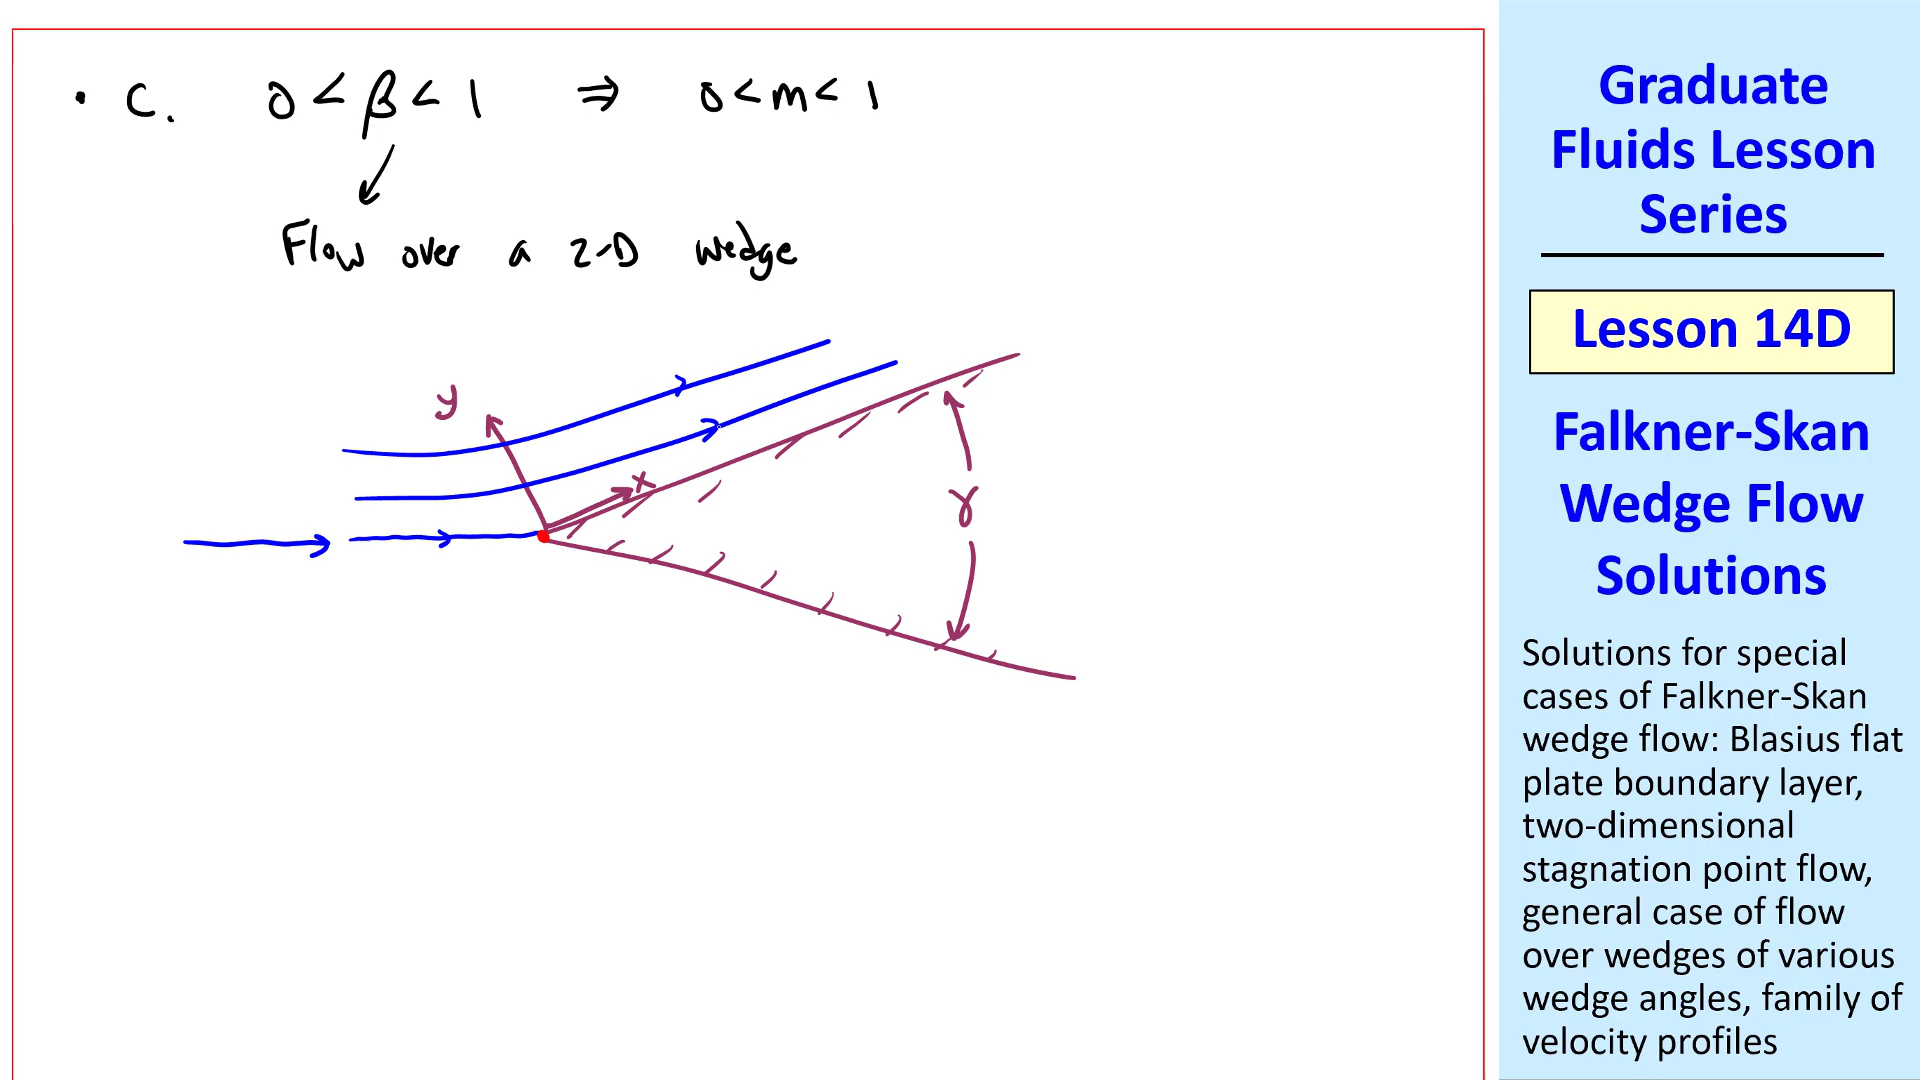 • C. 0 < β < 1 ⇒ 0 < m < 1
Flow over a 2-D wedge
y
x
γ
Graduate
Fluids Lesson
Series
Lesson 14D
Falkner-Skan
Wedge Flow
Solutions
Solutions for special
cases of Falkner-Skan
wedge flow: Blasius flat
plate boundary layer,
two-dimensional
stagnation point flow,
general case of flow
over wedges of various
wedge angles, family of
velocity profiles